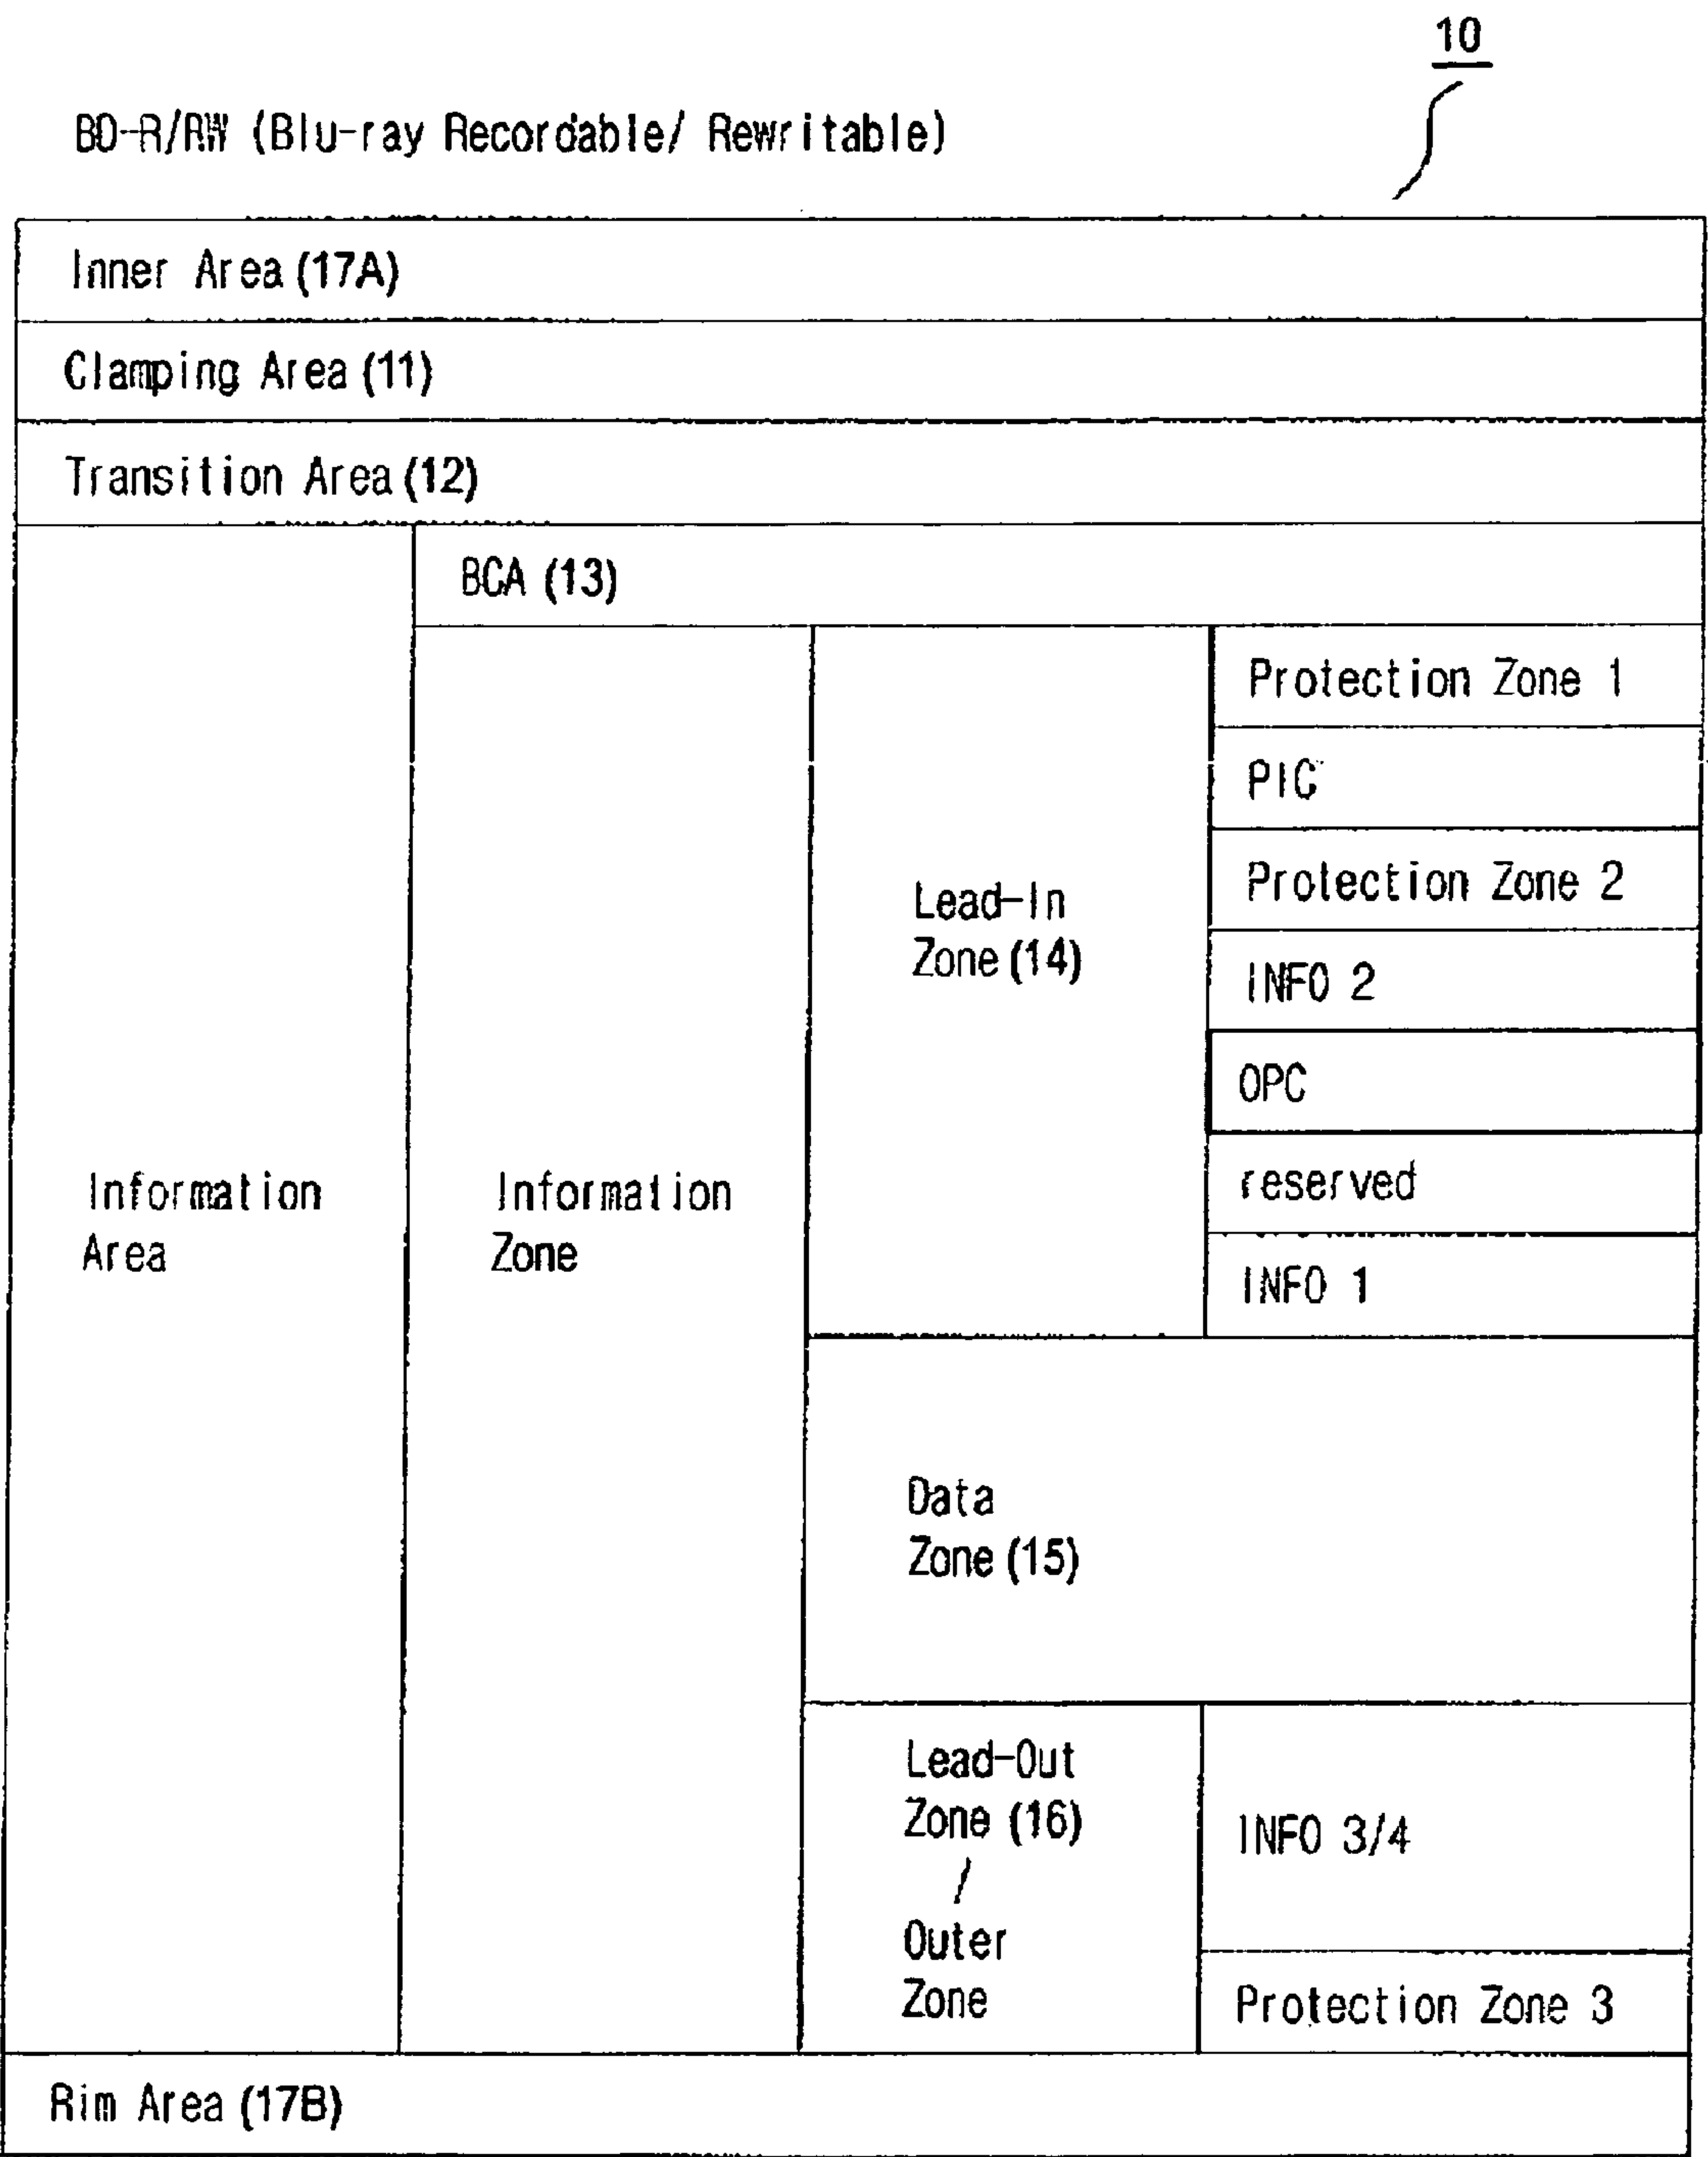 10
BD-R/RW (Blu-ray Recordable/ Rewritable)
Inner Area (17A)
Clamping Area (11)
Transition Area (12)
BCA (13)
Information
Area
Information
Zone
Lead-In
Zone (14)
Protection Zone 1
PIC
Protection Zone 2
INFO 2
OPC
reserved
INFO 1
Data
Zone (15)
Lead-Out
Zone (16)
/
Outer
Zone
INFO 3/4
Protection Zone 3
Rim Area (17B)